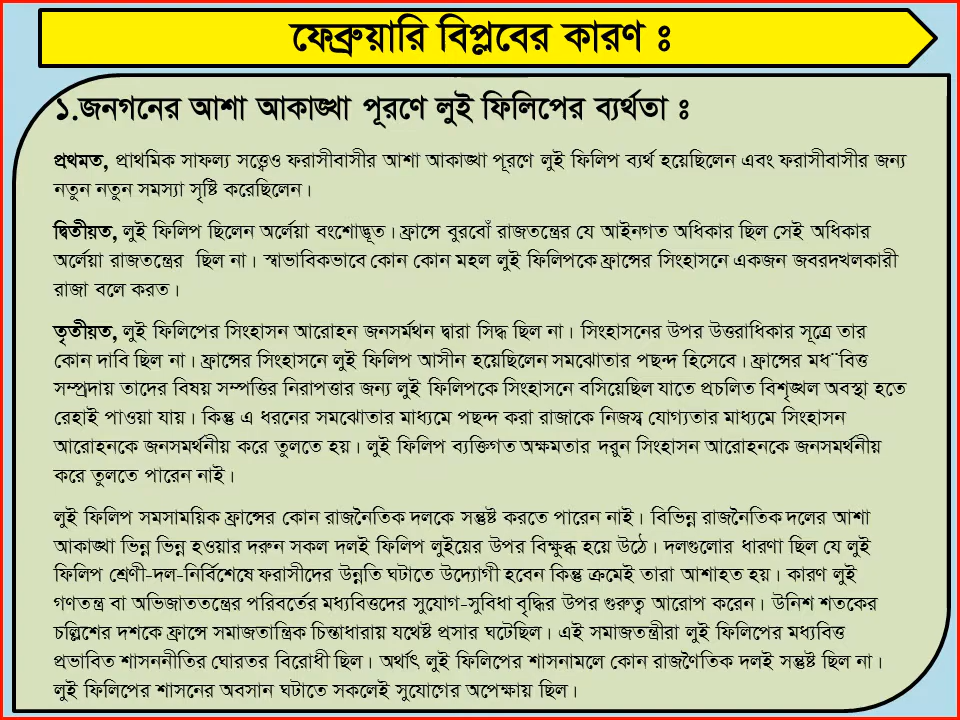 ফেব্রুয়ারি বিপ্লবের কারণ ঃ
১.জনগনের আশা আকাঙ্খা পূরণে লুই ফিলিপের ব্যর্থতা ঃ
প্রথমত, প্রাথমিক সাফল্য সত্ত্বেও ফরাসীবাসীর আশা আকাঙ্খা পূরণে লুই ফিলিপ ব্যর্থ হয়েছিলেন এবং ফরাসীবাসীর জন্য
নতুন নতুন সমস্যা সৃষ্টি করেছিলেন।
দ্বিতীয়ত, লুই ফিলিপ ছিলেন অর্লেয়া বংশোদ্ভূত। ফ্রান্সে বুরবোঁ রাজতন্ত্রের যে আইনগত অধিকার ছিল সেই অধিকার
অর্লেয়া রাজতন্ত্রের ছিল না। স্বাভাবিকভাবে কোন কোন মহল লুই ফিলিপকে ফ্রান্সের সিংহাসনে একজন জবরদখলকারী
রাজা বলে করত।
তৃতীয়ত, লুই ফিলিপের সিংহাসন আরোহন জনসর্মথন দ্বারা সিদ্ধ ছিল না। সিংহাসনের উপর উত্তরাধিকার সূত্রে তার
কোন দাবি ছিল না। ফ্রান্সের সিংহাসনে লুই ফিলিপ আসীন হয়েছিলেন সমঝোতার পছন্দ হিসেবে। ফ্রান্সের মধ¨বিত্ত
সম্প্রদায় তাদের বিষয় সম্পত্তির নিরাপত্তার জন্য লুই ফিলিপকে সিংহাসনে বসিয়েছিল যাতে প্রচলিত বিশৃঙ্খল অবস্থা হতে
রেহাই পাওয়া যায়। কিন্তু এ ধরনের সমঝোতার মাধ্যমে পছন্দ করা রাজাকে নিজস্ব যোগ্যতার মাধ্যমে সিংহাসন
আরোহনকে জনসমর্থনীয় করে তুলতে হয়। লুই ফিলিপ ব্যক্তিগত অক্ষমতার দরুন সিংহাসন আরোহনকে জনসমর্থনীয়
করে তুলতে পারেন নাই।
লুই ফিলিপ সমসাময়িক ফ্রান্সের কোন রাজনৈতিক দলকে সন্তুষ্ট করতে পারেন নাই। বিভিন্ন রাজনৈতিক দলের আশা
আকাঙ্খা ভিন্ন ভিন্ন হওয়ার দরুন সকল দলই ফিলিপ লুইয়ের উপর বিক্ষুব্ধ হয়ে উঠে। দলগুলোর ধারণা ছিল যে লুই
ফিলিপ শ্রেণী-দল-নির্বিশেষে ফরাসীদের উন্নতি ঘটাতে উদ্যোগী হবেন কিন্তু ক্রমেই তারা আশাহত হয়। কারণ লুই
গণতন্ত্র বা অভিজাততন্ত্রের পরিবর্তের মধ্যবিত্তদের সুযোগ-সুবিধা বৃদ্ধির উপর গুরুত্ব আরোপ করেন। উনিশ শতকের
চল্লিশের দশকে ফ্রান্সে সমাজতান্ত্রিক চিন্তাধারায় যথেষ্ট প্রসার ঘটেছিল। এই সমাজতন্ত্রীরা লুই ফিলিপের মধ্যবিত্ত
প্রভাবিত শাসননীতির ঘোরতর বিরোধী ছিল। অর্থাৎ লুই ফিলিপের শাসনামলে কোন রাজণৈতিক দলই সন্তুষ্ট ছিল না।
লুই ফিলিপের শাসনের অবসান ঘটাতে সকলেই সুযোগের অপেক্ষায় ছিল।